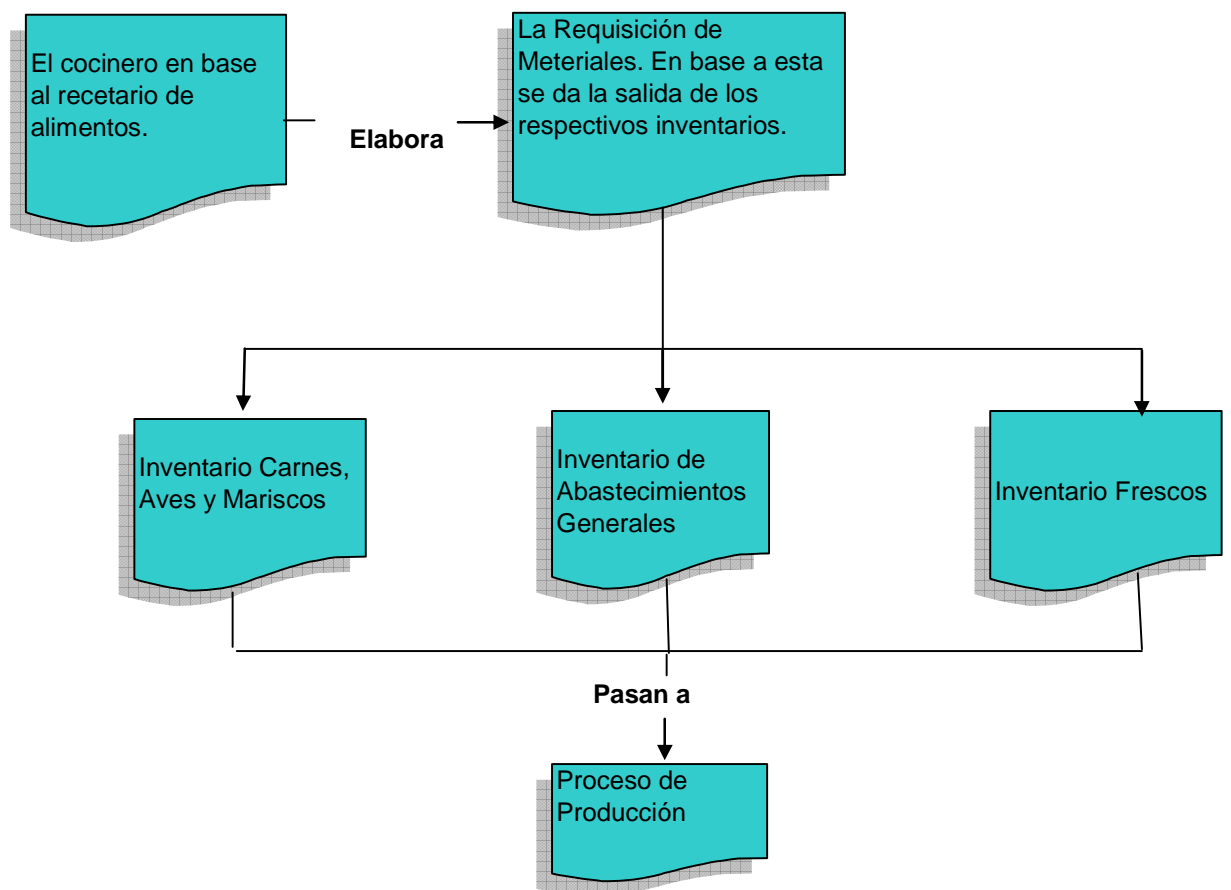 El cocinero en base
al recetario de
alimentos.
Elabora
La Requisición de
Meteriales. En base a esta
se da la salida de los
respectivos inventarios.
Inventario Carnes,
Aves y Mariscos
Inventario de
Abastecimientos
Generales
Inventario Frescos
Pasan a
Proceso de
Producción